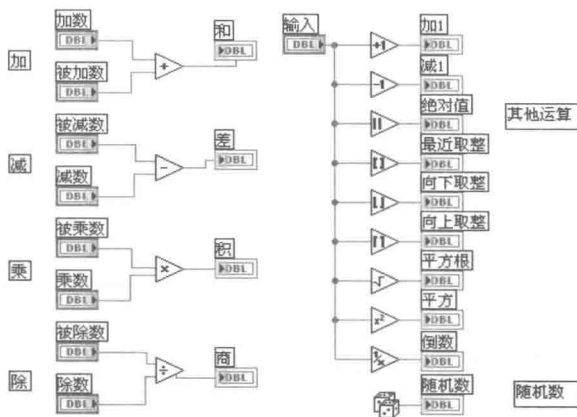 加
加数
DBL
被加数
DBL
+
和
DBL
减
被减数
DBL
减数
DBL
−
差
DBL
乘
被乘数
DBL
乘数
DBL
×
积
DBL
除
被除数
DBL
除数
DBL
÷
商
DBL
输入
DBL
+1
加1
DBL
-1
减1
DBL
绝对值
DBL
最近取整
DBL
向下取整
DBL
向上取整
DBL
√
平方根
DBL
x²
平方
DBL
1/x
倒数
DBL
随机数
DBL
其他运算
随机数